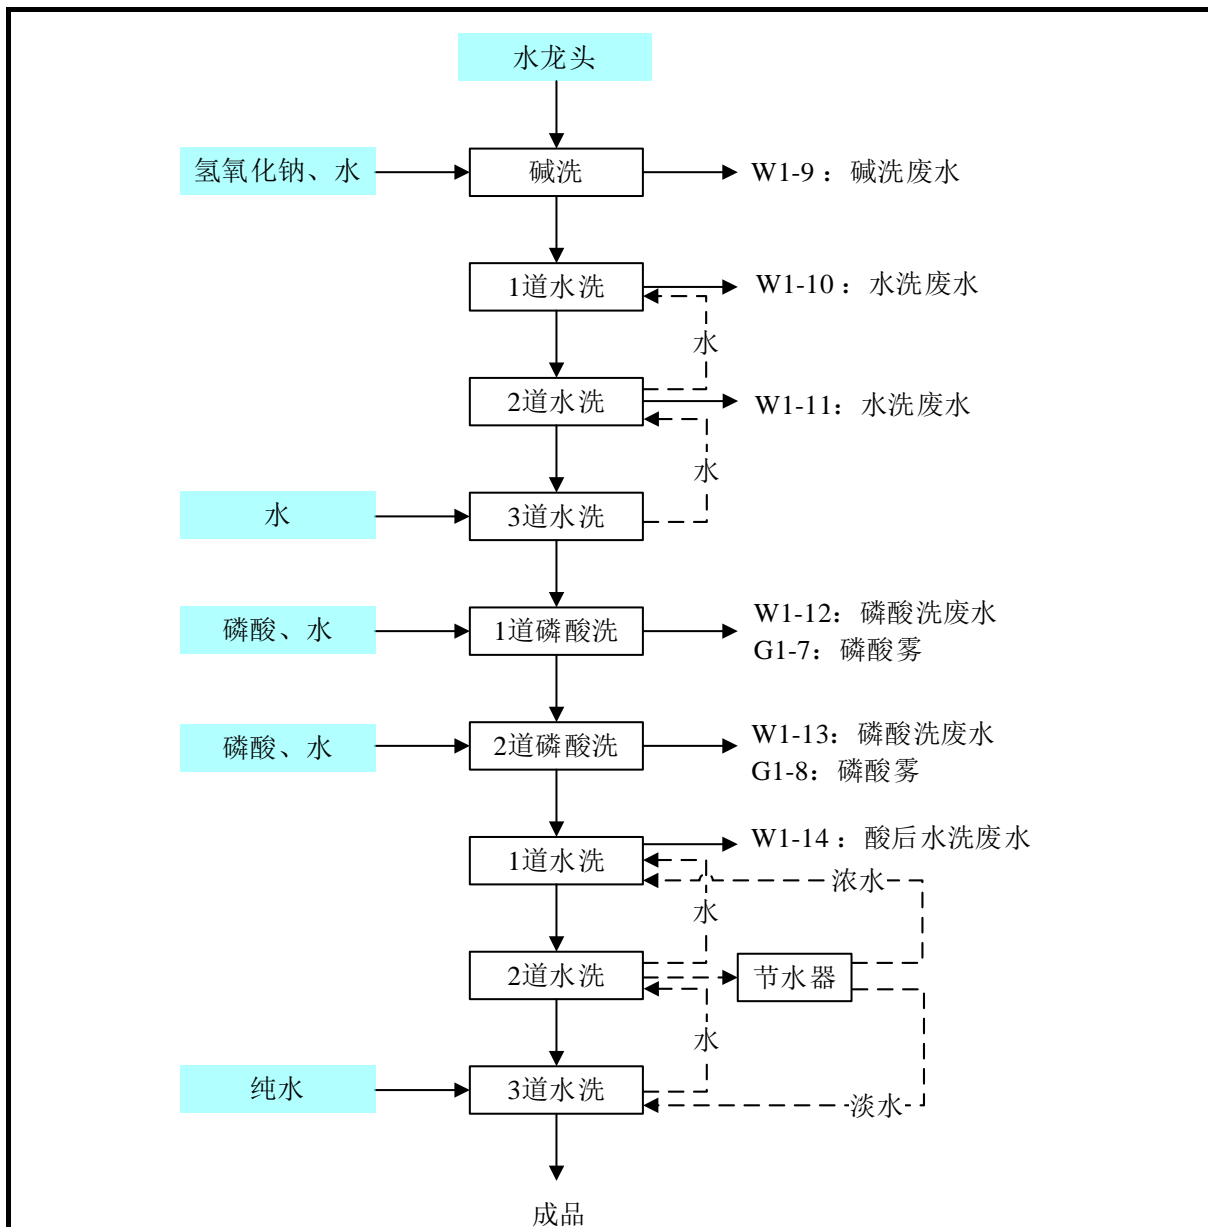 水龙头
氢氧化钠、水
碱洗
W1-9：碱洗废水
1道水洗
W1-10：水洗废水
水
2道水洗
W1-11：水洗废水
水
水
3道水洗
磷酸、水
1道磷酸洗
W1-12：磷酸洗废水
G1-7：磷酸雾
磷酸、水
2道磷酸洗
W1-13：磷酸洗废水
G1-8：磷酸雾
1道水洗
W1-14：酸后水洗废水
浓水
水
2道水洗
节水器
水
纯水
3道水洗
淡水
成品